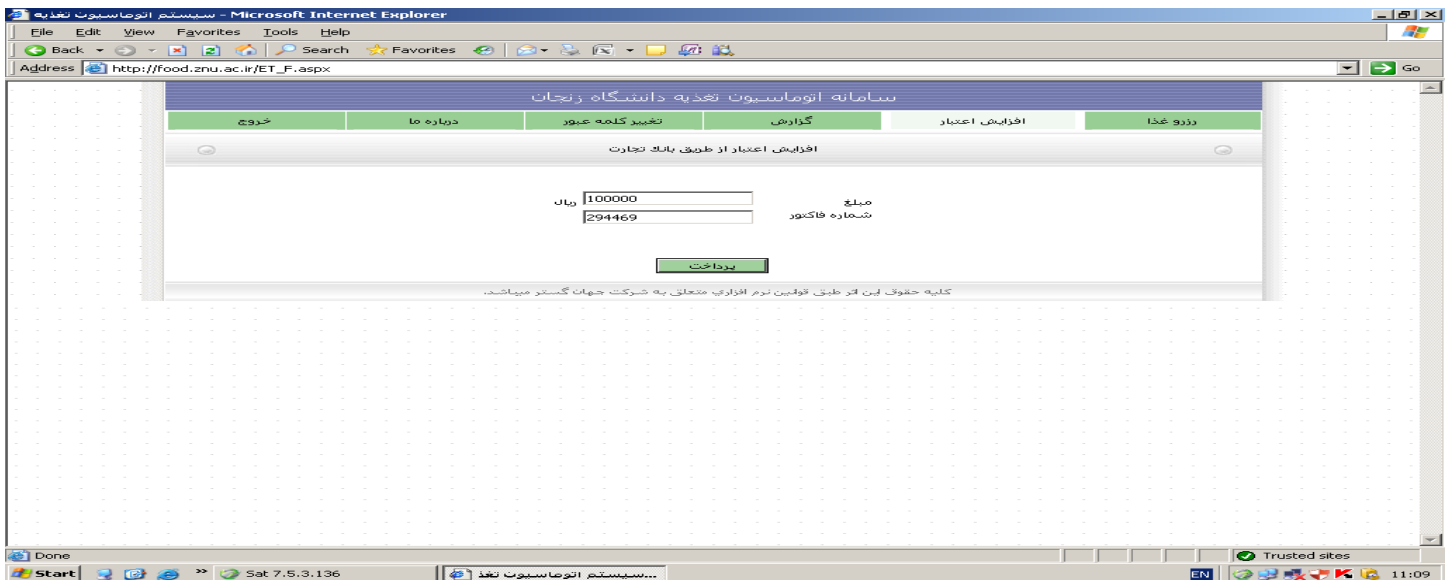 سیستم اتوماسیون تغذیه - Microsoft Internet Explorer
File Edit View Favorites Tools Help
Back Search Favorites
Address http://food.znu.ac.ir/ET_F.aspx Go
سامانه اتوماسیون تغذیه دانشگاه زنجان
رزرو غذا افزایش اعتبار گزارش تغییر کلمه عبور درباره ما خروج
افزایش اعتبار از طریق بانك تجارت
مبلغ 100000 ریال
شماره فاکتور 294469
پرداخت
کلیه حقوق این اثر طبق قوانین نرم افزاري متعلق به شرکت جهان گستر میباشد.
Done Trusted sites
Start » Sat 7.5.3.136 سیستم اتوماسیون تغذ... EN 11:09